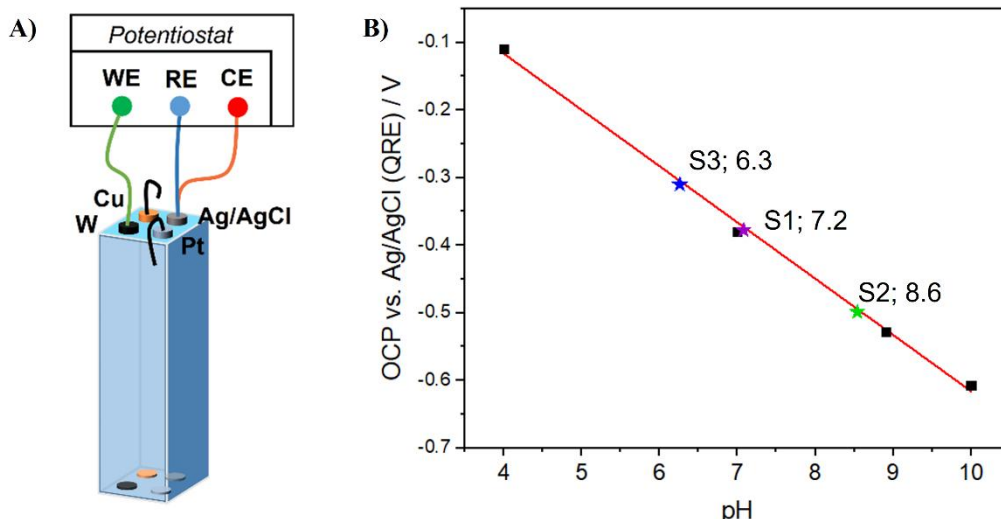 A)
Potentiostat
WE RE CE
Cu
W
Ag/AgCl
Pt
B)
OCP vs. Ag/AgCl (QRE) / V
-0.1
-0.2
-0.3
-0.4
-0.5
-0.6
-0.7
S3; 6.3
S1; 7.2
S2; 8.6
4 5 6 7 8 9 10
pH